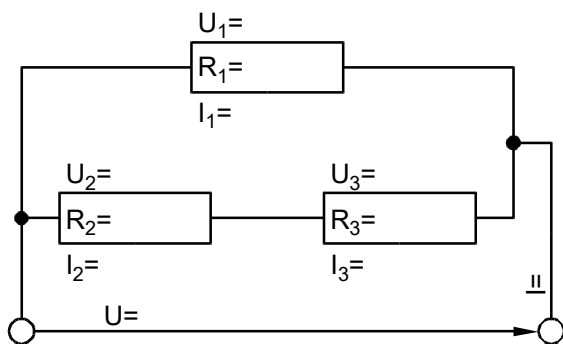 U₁=
R₁=
I₁=
U₂= U₃=
R₂= R₃=
I₂= I₃=
I=
U=